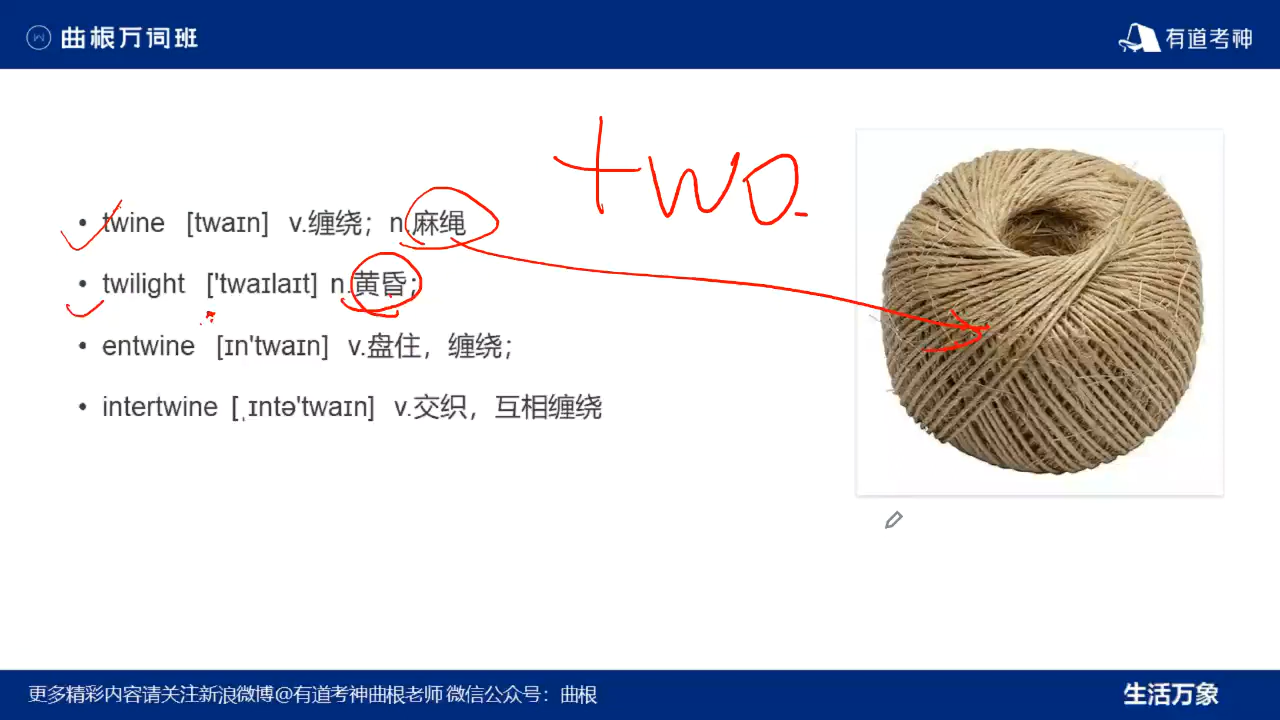 曲根万词班
有道考神
two.
• twine [twaɪn] v.缠绕；n.麻绳
• twilight ['twaɪlaɪt] n.黄昏；
• entwine [ɪn'twaɪn] v.盘住，缠绕；
• intertwine [ˌɪntə'twaɪn] v.交织，互相缠绕
更多精彩内容请关注新浪微博@有道考神曲根老师 微信公众号：曲根
生活万象